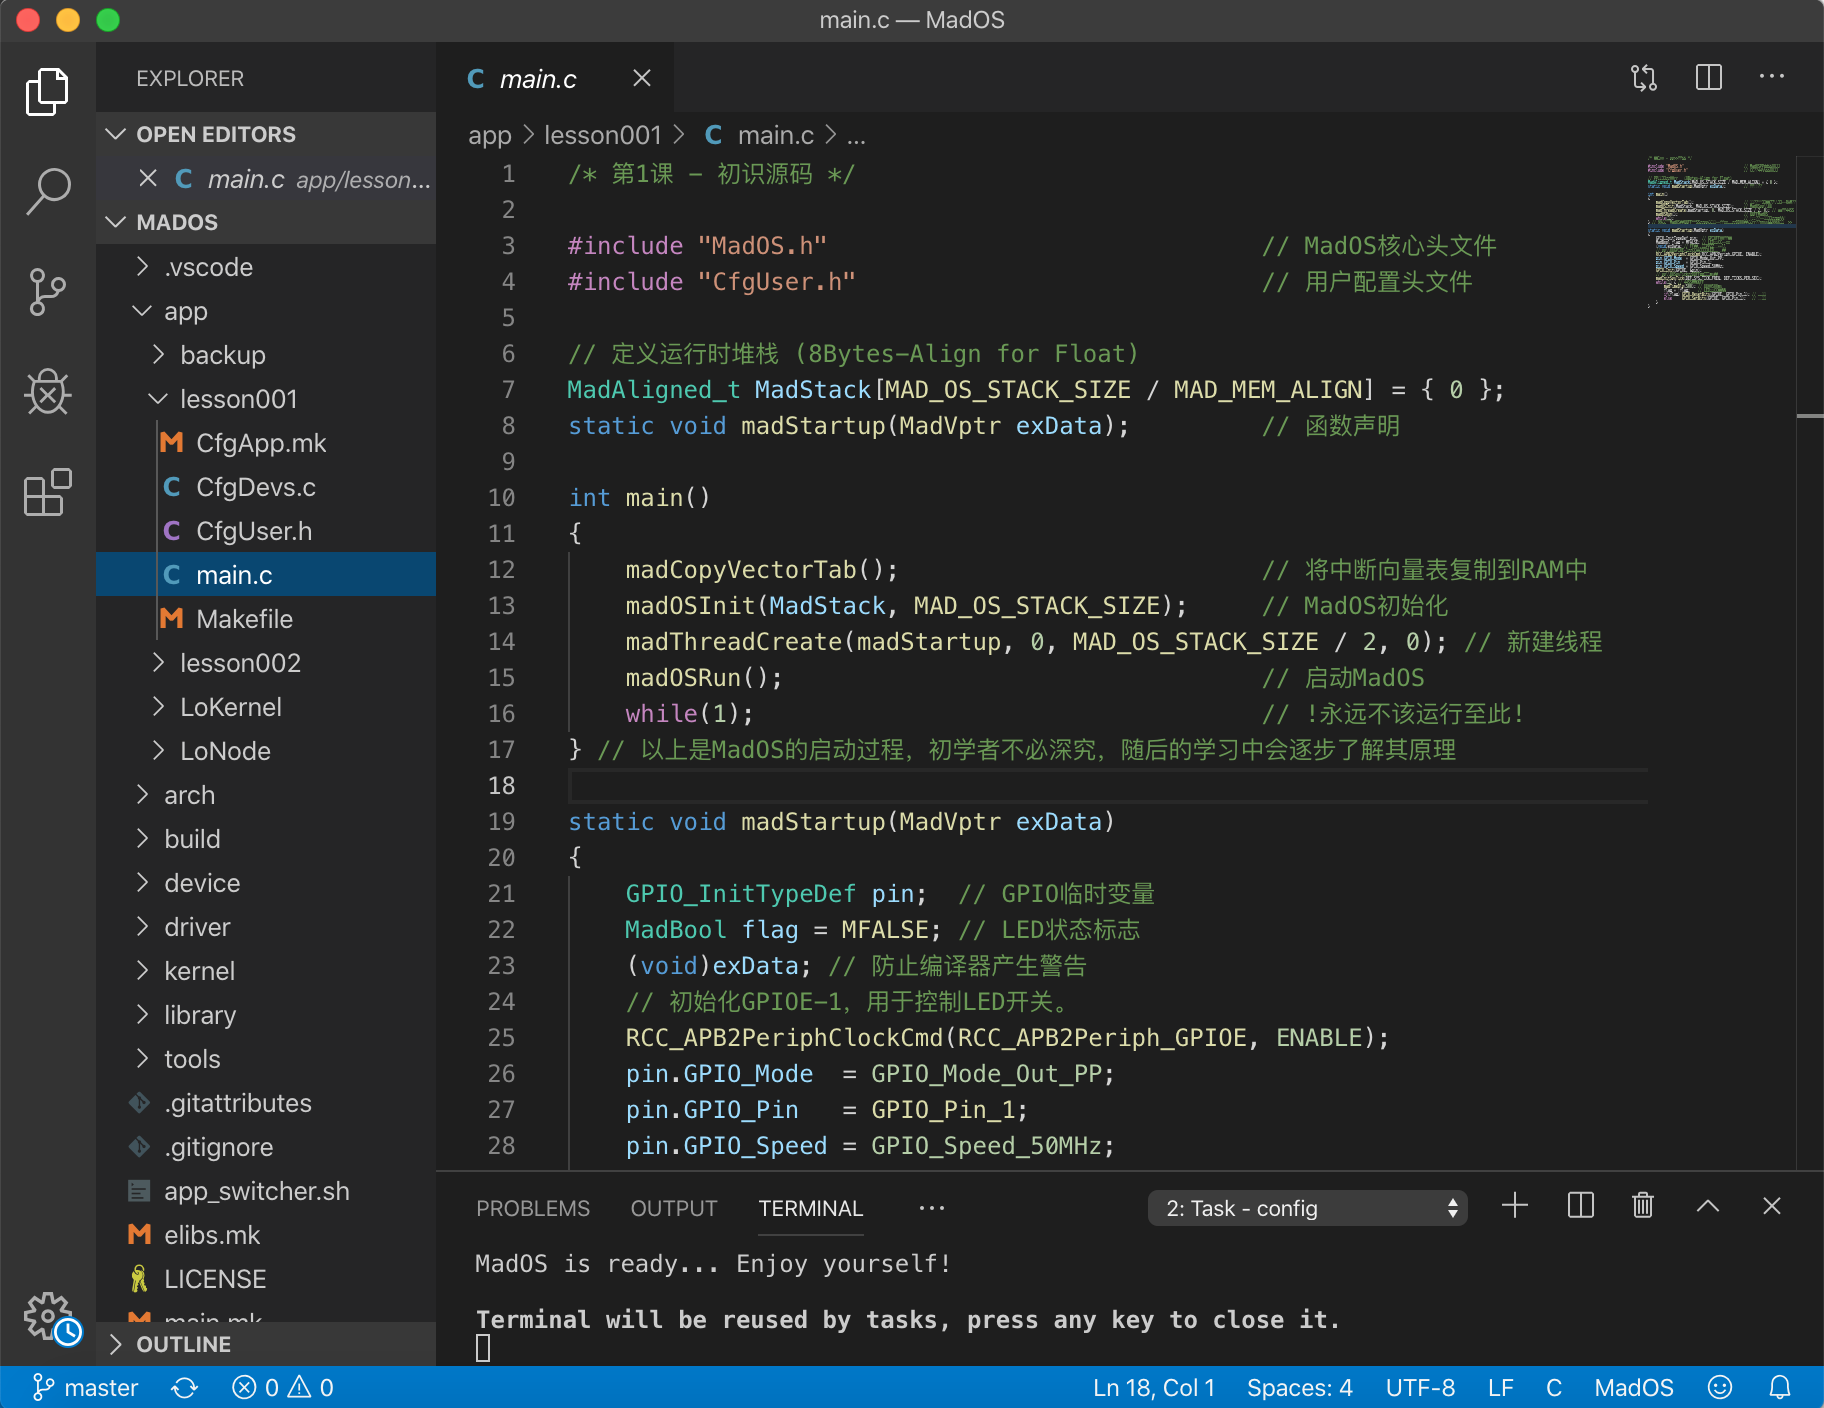 main.c — MadOS
EXPLORER
OPEN EDITORS
main.c app/lesson...
MADOS
.vscode
app
backup
lesson001
CfgApp.mk
CfgDevs.c
CfgUser.h
main.c
Makefile
lesson002
LoKernel
LoNode
arch
build
device
driver
kernel
library
tools
.gitattributes
.gitignore
app_switcher.sh
elibs.mk
LICENSE
main.mk
OUTLINE
C main.c
app > lesson001 > C main.c > ...
1 /* 第1课 - 初识源码 */
2
3 #include "MadOS.h" // MadOS核心头文件
4 #include "CfgUser.h" // 用户配置头文件
5
6 // 定义运行时堆栈 (8Bytes-Align for Float)
7 MadAligned_t MadStack[MAD_OS_STACK_SIZE / MAD_MEM_ALIGN] = { 0 };
8 static void madStartup(MadVptr exData); // 函数声明
9
10 int main()
11 {
12 madCopyVectorTab(); // 将中断向量表复制到RAM中
13 madOSInit(MadStack, MAD_OS_STACK_SIZE); // MadOS初始化
14 madThreadCreate(madStartup, 0, MAD_OS_STACK_SIZE / 2, 0); // 新建线程
15 madOSRun(); // 启动MadOS
16 while(1); // !永远不该运行至此!
17 } // 以上是MadOS的启动过程，初学者不必深究，随后的学习中会逐步了解其原理
18
19 static void madStartup(MadVptr exData)
20 {
21 GPIO_InitTypeDef pin; // GPIO临时变量
22 MadBool flag = MFALSE; // LED状态标志
23 (void)exData; // 防止编译器产生警告
24 // 初始化GPIOE-1，用于控制LED开关。
25 RCC_APB2PeriphClockCmd(RCC_APB2Periph_GPIOE, ENABLE);
26 pin.GPIO_Mode = GPIO_Mode_Out_PP;
27 pin.GPIO_Pin = GPIO_Pin_1;
28 pin.GPIO_Speed = GPIO_Speed_50MHz;
PROBLEMS OUTPUT TERMINAL ... 2: Task - config
MadOS is ready... Enjoy yourself!
Terminal will be reused by tasks, press any key to close it.
master 0 0 Ln 18, Col 1 Spaces: 4 UTF-8 LF C MadOS